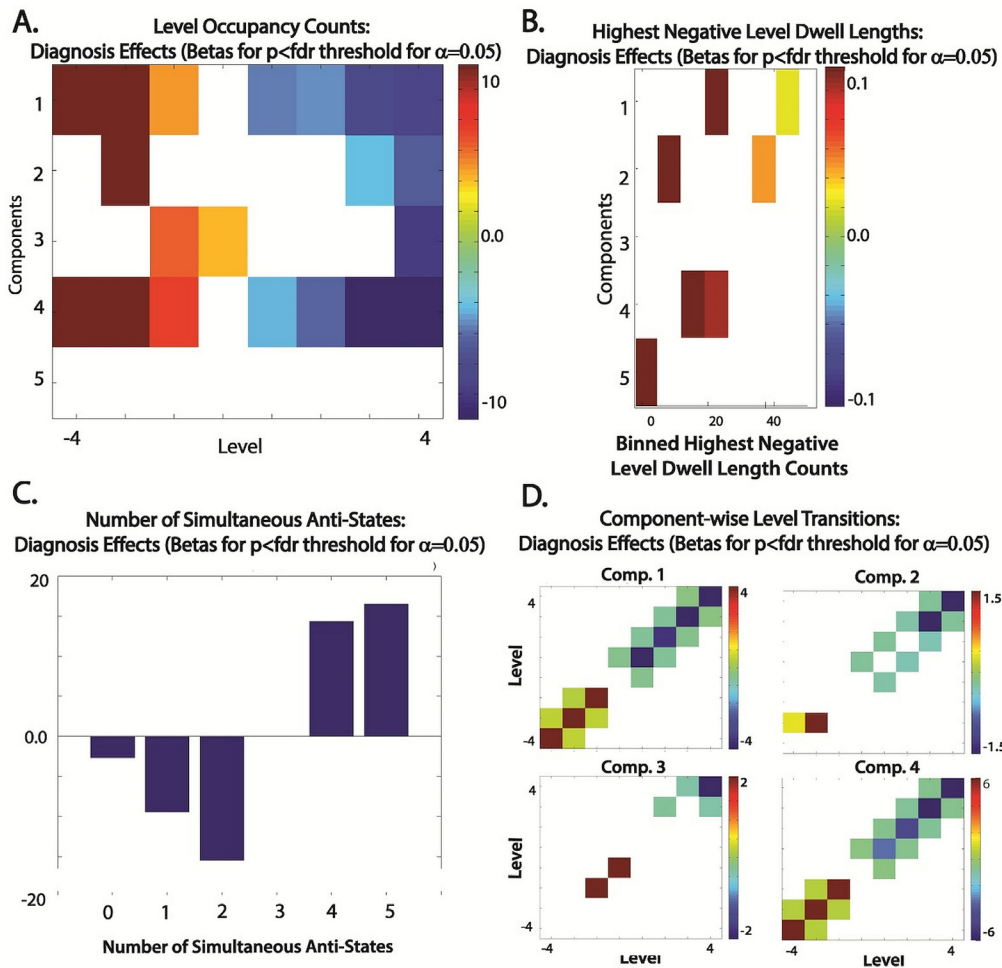 A.
Level Occupancy Counts:
Diagnosis Effects (Betas for p<fdr threshold for α=0.05)
Components
1
2
3
4
5
-4
4
Level
10
0.0
-10
B.
Highest Negative Level Dwell Lengths:
Diagnosis Effects (Betas for p<fdr threshold for α=0.05)
Components
1
2
3
4
5
0
20
40
Binned Highest Negative
Level Dwell Length Counts
0.1
0.0
-0.1
C.
Number of Simultaneous Anti-States:
Diagnosis Effects (Betas for p<fdr threshold for α=0.05)
)
20
0.0
-20
0
1
2
3
4
5
Number of Simultaneous Anti-States
D.
Component-wise Level Transitions:
Diagnosis Effects (Betas for p<fdr threshold for α=0.05)
Comp. 1
Level
4
-4
4
-4
Comp. 2
1.5
-1.5
Comp. 3
Level
4
-4
-4
4
Level
2
-2
Comp. 4
-4
4
Level
6
-6